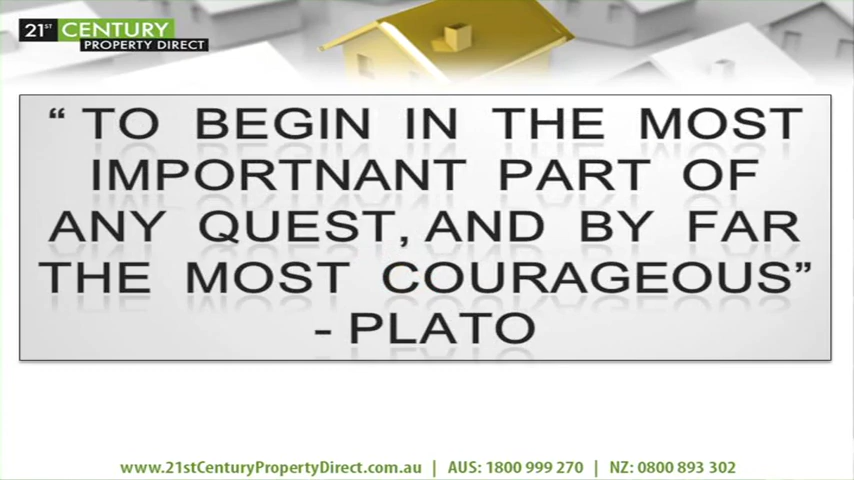 21ST CENTURY
PROPERTY DIRECT
“ TO BEGIN IN THE MOST
IMPORTNANT PART OF
ANY QUEST, AND BY FAR
THE MOST COURAGEOUS”
- PLATO
www.21stCenturyPropertyDirect.com.au | AUS: 1800 999 270 | NZ: 0800 893 302